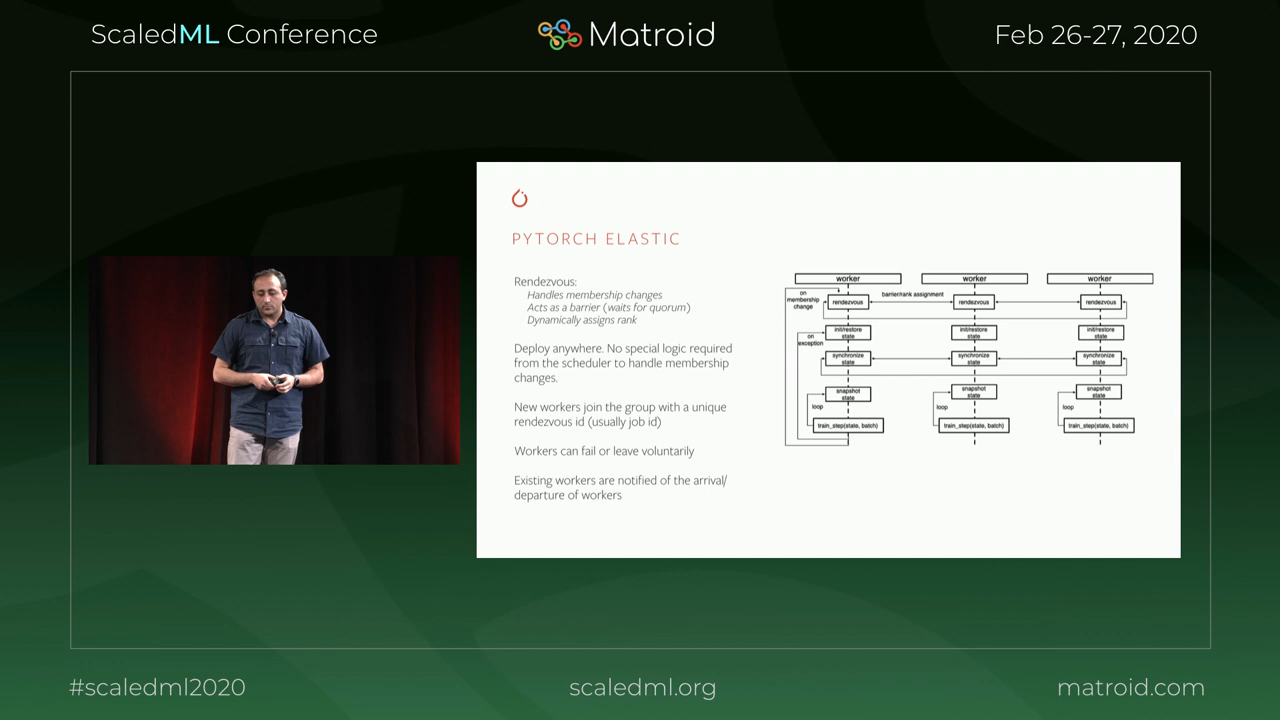 ScaledML Conference
Matroid
Feb 26-27, 2020
PYTORCH ELASTIC
Rendezvous:
Handles membership changes
Acts as a barrier (waits for quorum)
Dynamically assigns rank
Deploy anywhere. No special logic required
from the scheduler to handle membership
changes.
New workers join the group with a unique
rendezvous id (usually job id)
Workers can fail or leave voluntarily
Existing workers are notified of the arrival/
departure of workers
worker
worker
worker
on
membership
change
rendezvous
barrier/rank assignment
rendezvous
rendezvous
on
exception
init/restore
state
init/restore
state
init/restore
state
synchronize
state
synchronize
state
synchronize
state
snapshot
state
snapshot
state
snapshot
state
loop
loop
loop
train_step(state, batch)
train_step(state, batch)
train_step(state, batch)
#scaledml2020
scaledml.org
matroid.com